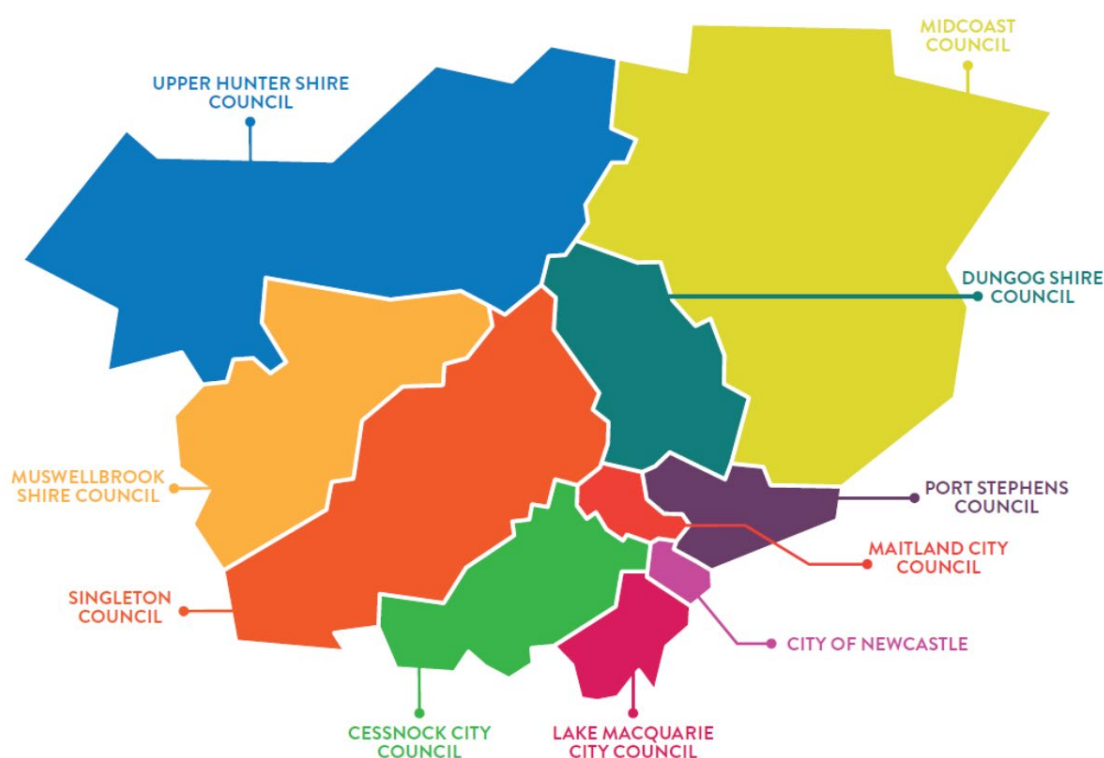 MIDCOAST
COUNCIL
UPPER HUNTER SHIRE
COUNCIL
DUNGOG SHIRE
COUNCIL
MUSWELLBROOK
SHIRE COUNCIL
PORT STEPHENS
COUNCIL
MAITLAND CITY
COUNCIL
SINGLETON
COUNCIL
CITY OF NEWCASTLE
CESSNOCK CITY
COUNCIL
LAKE MACQUARIE
CITY COUNCIL